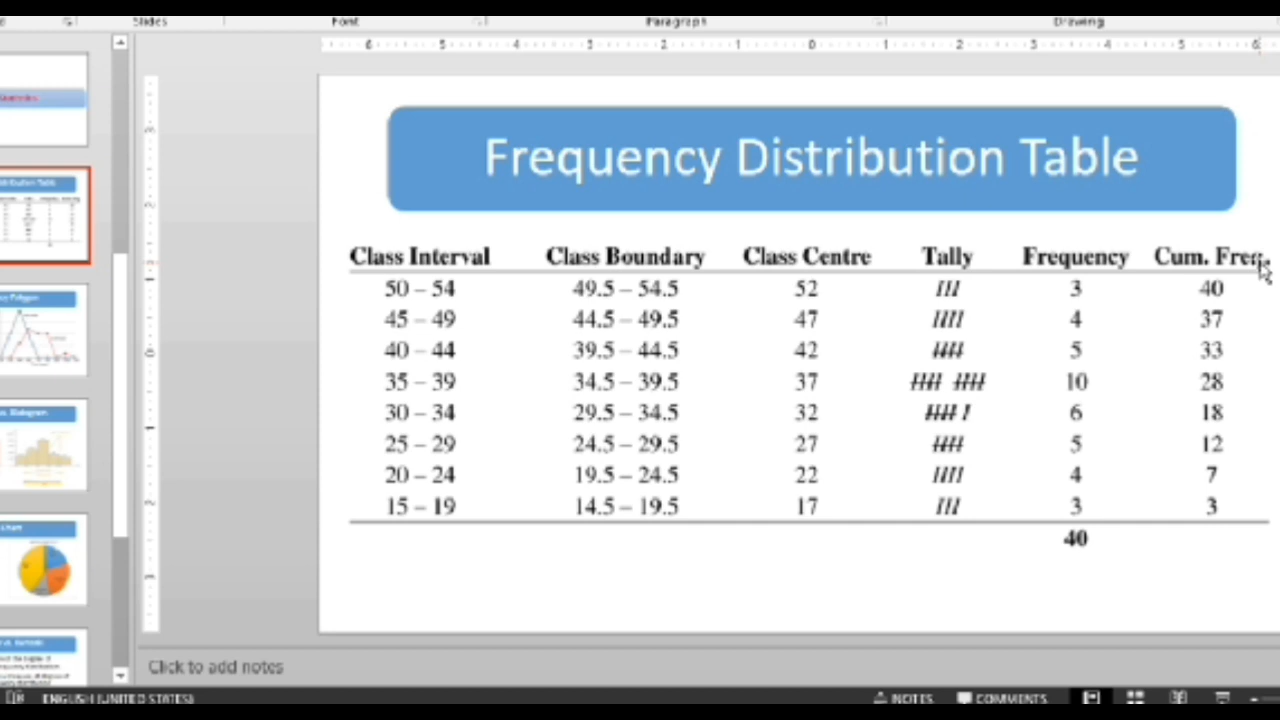 Slides Font Paragraph Drawing
Frequency Distribution Table
Class Interval Class Boundary Class Centre Tally Frequency Cum. Freq.
50 – 54 49.5 – 54.5 52 3 40
45 – 49 44.5 – 49.5 47 4 37
40 – 44 39.5 – 44.5 42 5 33
35 – 39 34.5 – 39.5 37 10 28
30 – 34 29.5 – 34.5 32 6 18
25 – 29 24.5 – 29.5 27 5 12
20 – 24 19.5 – 24.5 22 4 7
15 – 19 14.5 – 19.5 17 3 3
40
Click to add notes
ENGLISH (UNITED STATES) NOTES COMMENTS